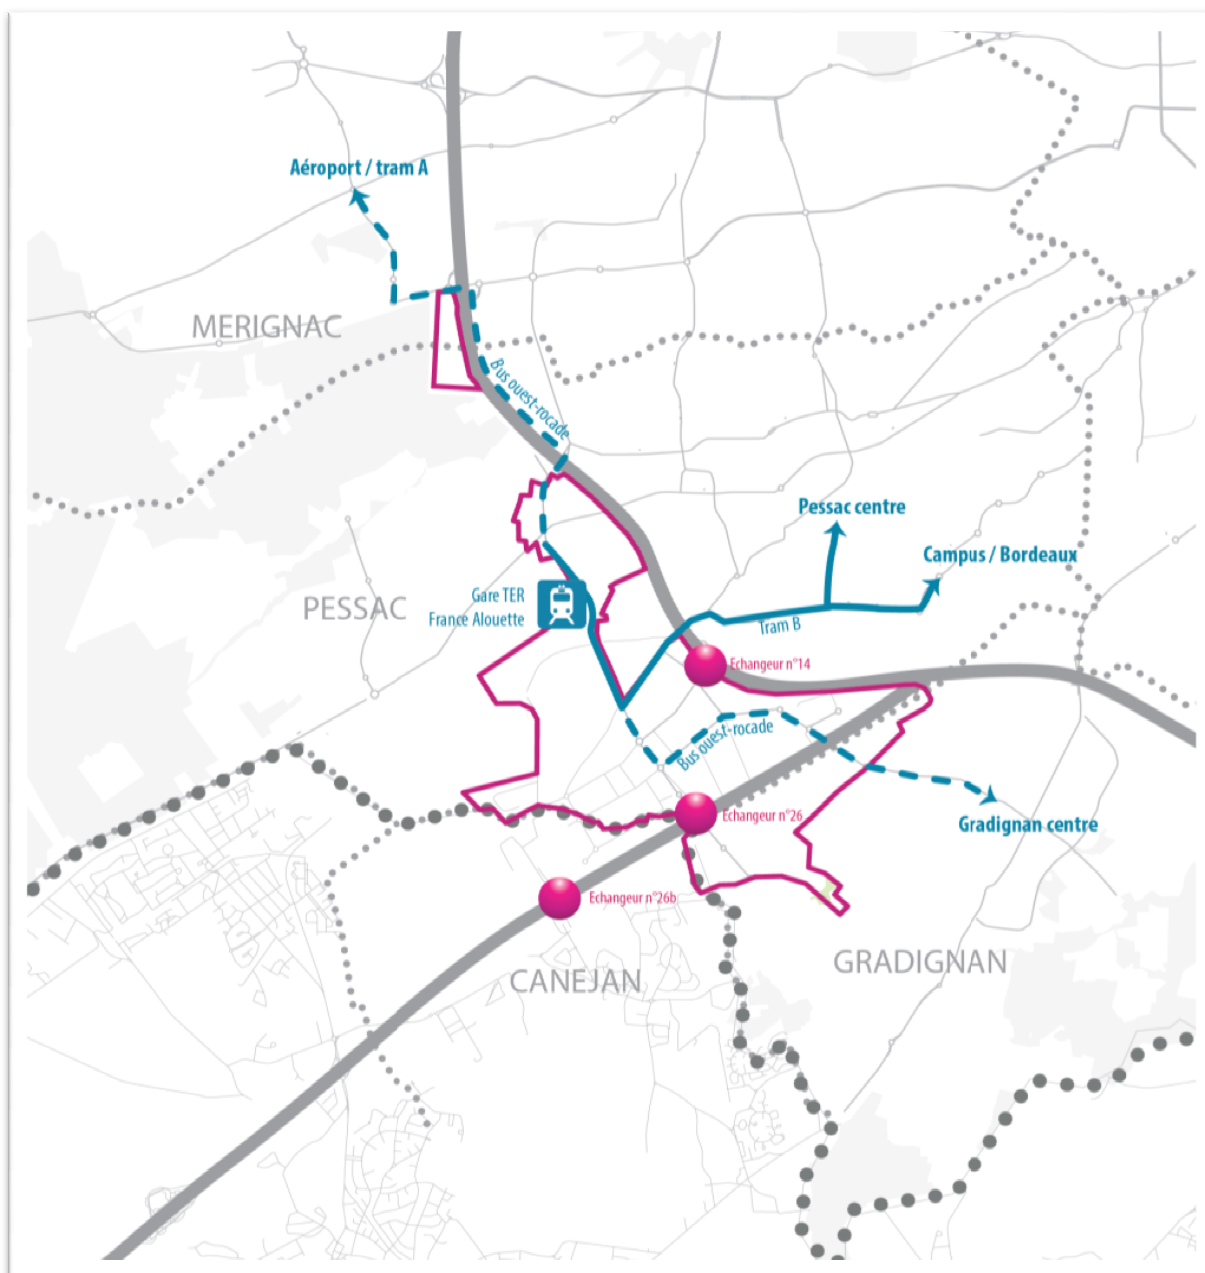 Aéroport / tram A
MERIGNAC
Bus ouest-rocade
Pessac centre
Campus / Bordeaux
PESSAC
Gare TER
France Alouette
Tram B
Echangeur n°14
Bus ouest-rocade
Echangeur n°26
Gradignan centre
Echangeur n°26b
GRADIGNAN
CANEJAN